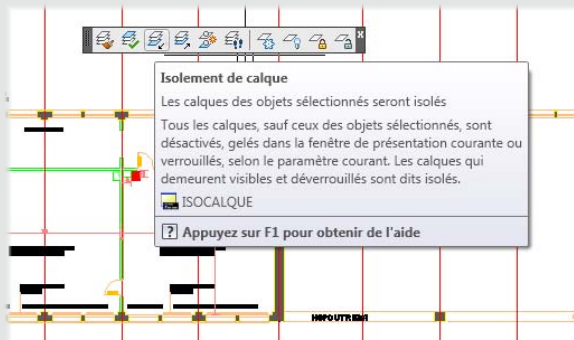 Isolement de calque
Les calques des objets sélectionnés seront isolés
Tous les calques, sauf ceux des objets sélectionnés, sont
désactivés, gelés dans la fenêtre de présentation courante ou
verrouillés, selon le paramètre courant. Les calques qui
demeurent visibles et déverrouillés sont dits isolés.
ISOCALQUE
? Appuyez sur F1 pour obtenir de l'aide